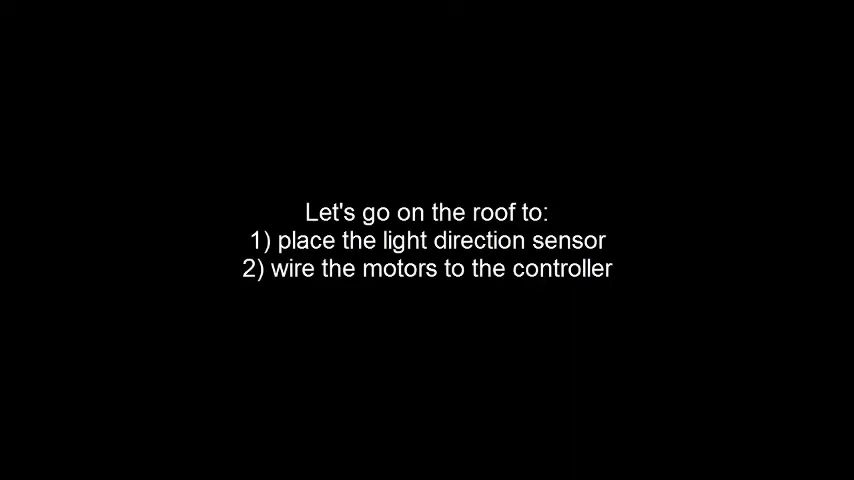 Let's go on the roof to:
1) place the light direction sensor
2) wire the motors to the controller